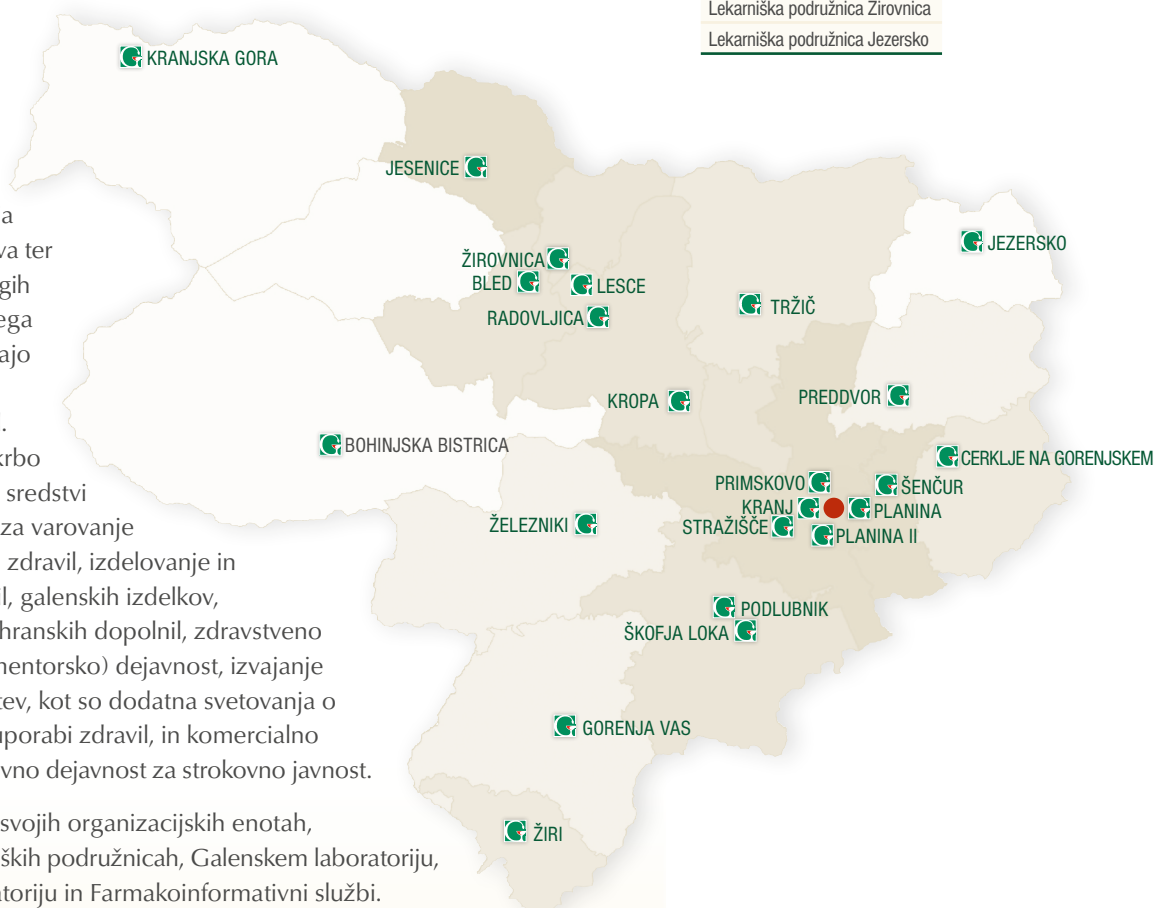 Lekarniška podružnica Žirovnica
Lekarniška podružnica Jezersko
KRANJSKA GORA
JESENICE
JEZERSKO
ŽIROVNICA
BLED
LESCE
RADOVLJICA
TRŽIČ
KROPA
PREDDVOR
BOHINJSKA BISTRICA
CERKLJE NA GORENJSKEM
PRIMSKOVO
ŠENČUR
KRANJ
PLANINA
STRAŽIŠČE
PLANINA II
ŽELEZNIKI
PODLUBNIK
ŠKOFJA LOKA
GORENJA VAS
ŽIRI
a
va ter
gih
ega
ajo
.
krbo
sredstvi
za varovanje
zdravil, izdelovanje in
il, galenskih izdelkov,
hranskih dopolnil, zdravstveno
mentorsko) dejavnost, izvajanje
tev, kot so dodatna svetovanja o
uporabi zdravil, in komercialno
vno dejavnost za strokovno javnost.
svojih organizacijskih enotah,
ških podružnicah, Galenskem laboratoriju,
atoriju in Farmakoinformativni službi.